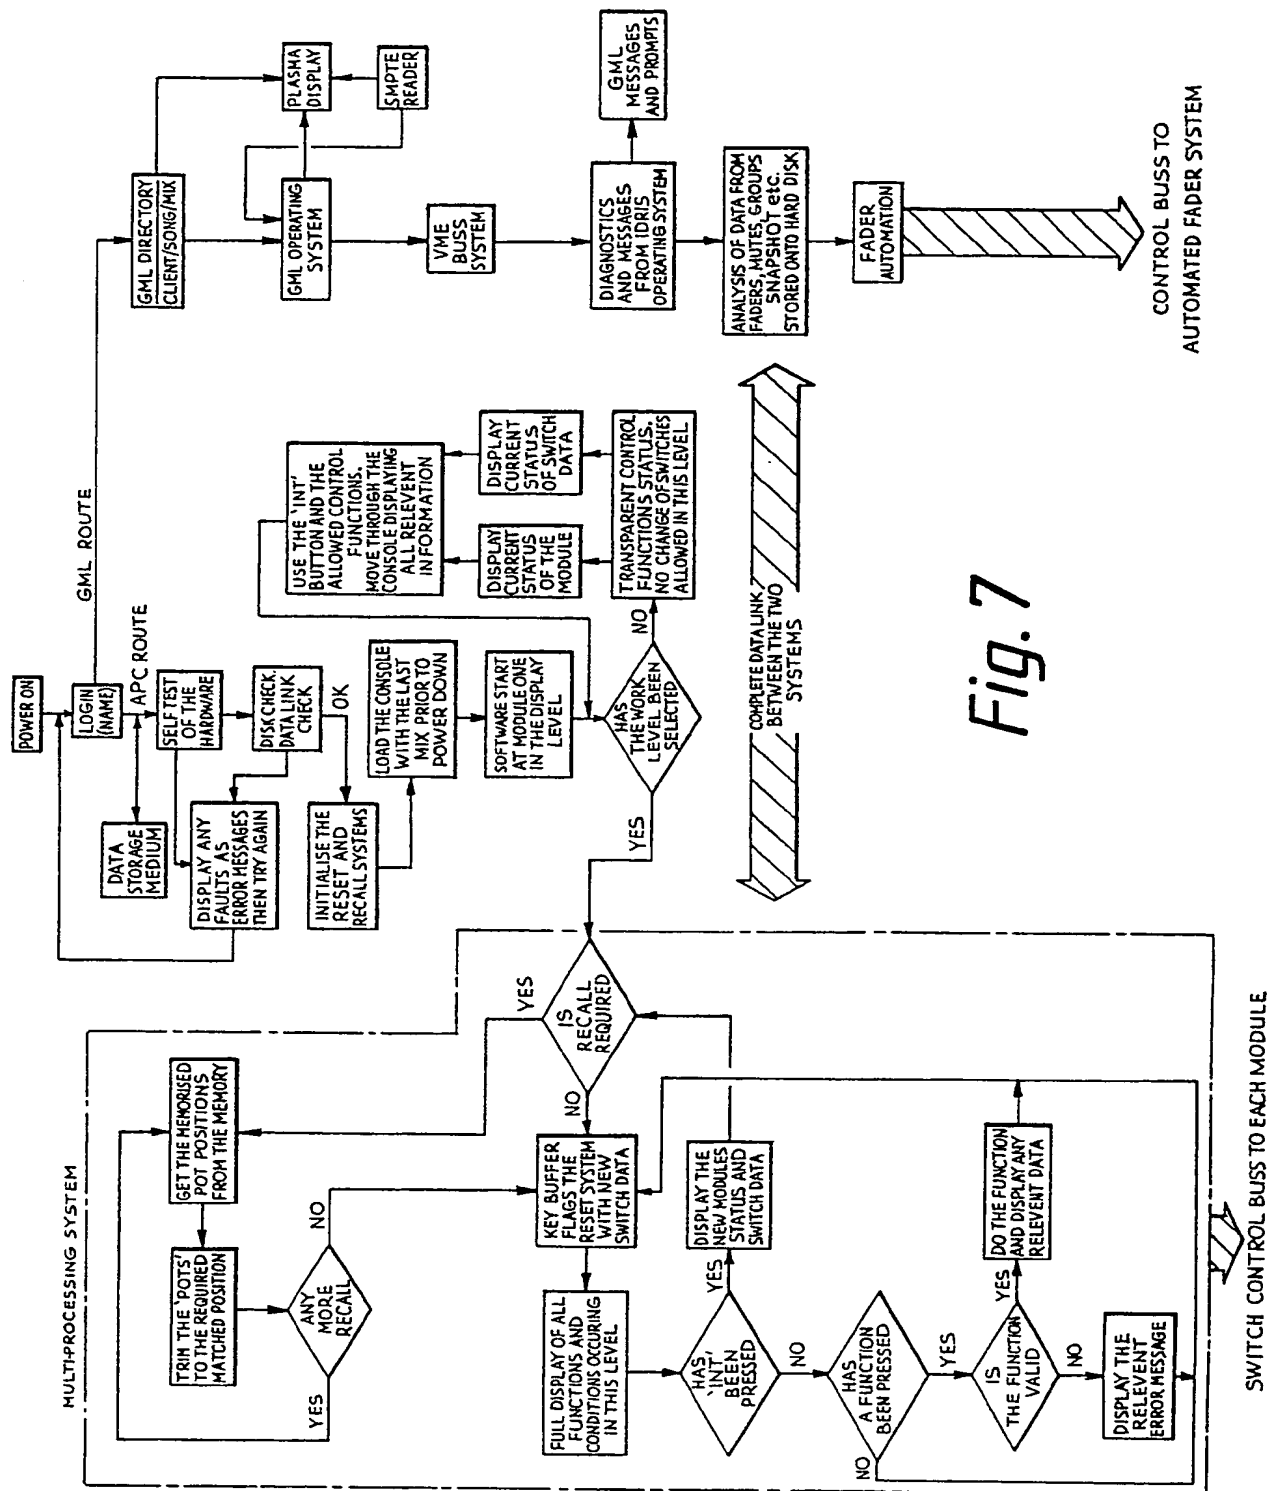 POWER ON
LOGIN
(NAME)
GML ROUTE
APC ROUTE
DATA
STORAGE
MEDIUM
SELF TEST
OF THE
HARDWARE
DISK CHECK.
DATA LINK
CHECK
OK
DISPLAY ANY
FAULTS AS
ERROR MESSAGES
THEN TRY AGAIN
INITIALISE THE
RESET AND
RECALL SYSTEMS
LOAD THE CONSOLE
WITH THE LAST
MIX PRIOR TO
POWER DOWN
SOFTWARE START
AT MODULE ONE
IN THE DISPLAY
LEVEL
HAS
THE WORK
LEVEL BEEN
SELECTED
NO
YES
TRANSPARENT CONTROL
FUNCTIONS STATUS.
NO CHANGE OF SWITCHES
ALLOWED IN THIS LEVEL
DISPLAY
CURRENT
STATUS
OF THE
MODULE
DISPLAY
CURRENT
STATUS
OF SWITCH
DATA
USE THE 'INT'
BUTTON AND THE
ALLOWED CONTROL
FUNCTIONS.
MOVE THROUGH THE
CONSOLE DISPLAYING
ALL RELEVENT
INFORMATION
GML DIRECTORY
CLIENT/SONG/MIX
PLASMA
DISPLAY
SMPTE
READER
GML OPERATING
SYSTEM
VME
BUSS
SYSTEM
DIAGNOSTICS
AND MESSAGES
FROM IDRIS
OPERATING SYSTEM
GML
MESSAGES
AND PROMPTS
ANALYSIS OF DATA FROM
FADERS, MUTES, GROUPS
SNAPSHOT etc.
STORED ONTO HARD DISK
FADER
AUTOMATION
CONTROL BUSS TO
AUTOMATED FADER SYSTEM
COMPLETE DATA LINK
BETWEEN THE TWO
SYSTEMS
MULTI-PROCESSING SYSTEM
IS
RECALL
REQUIRED
YES
NO
GET THE MEMORISED
POT POSITIONS
FROM THE MEMORY
TRIM THE 'POTS'
TO THE REQUIRED
MATCHED POSITION
ANY
MORE
RECALL
NO
YES
KEY BUFFER
FLAGS THE
RESET SYSTEM
WITH NEW
SWITCH DATA
FULL DISPLAY OF ALL
FUNCTIONS AND
CONDITIONS OCCURING
IN THIS LEVEL
HAS
'INT'
BEEN
PRESSED
YES
NO
DISPLAY THE
NEW MODULES
STATUS AND
SWITCH DATA
HAS
A FUNCTION
BEEN PRESSED
NO
YES
IS
THE FUNCTION
VALID
YES
NO
DO THE FUNCTION
AND DISPLAY ANY
RELEVENT DATA
DISPLAY THE
RELEVENT
ERROR MESSAGE
SWITCH CONTROL BUSS TO EACH MODULE
Fig. 7